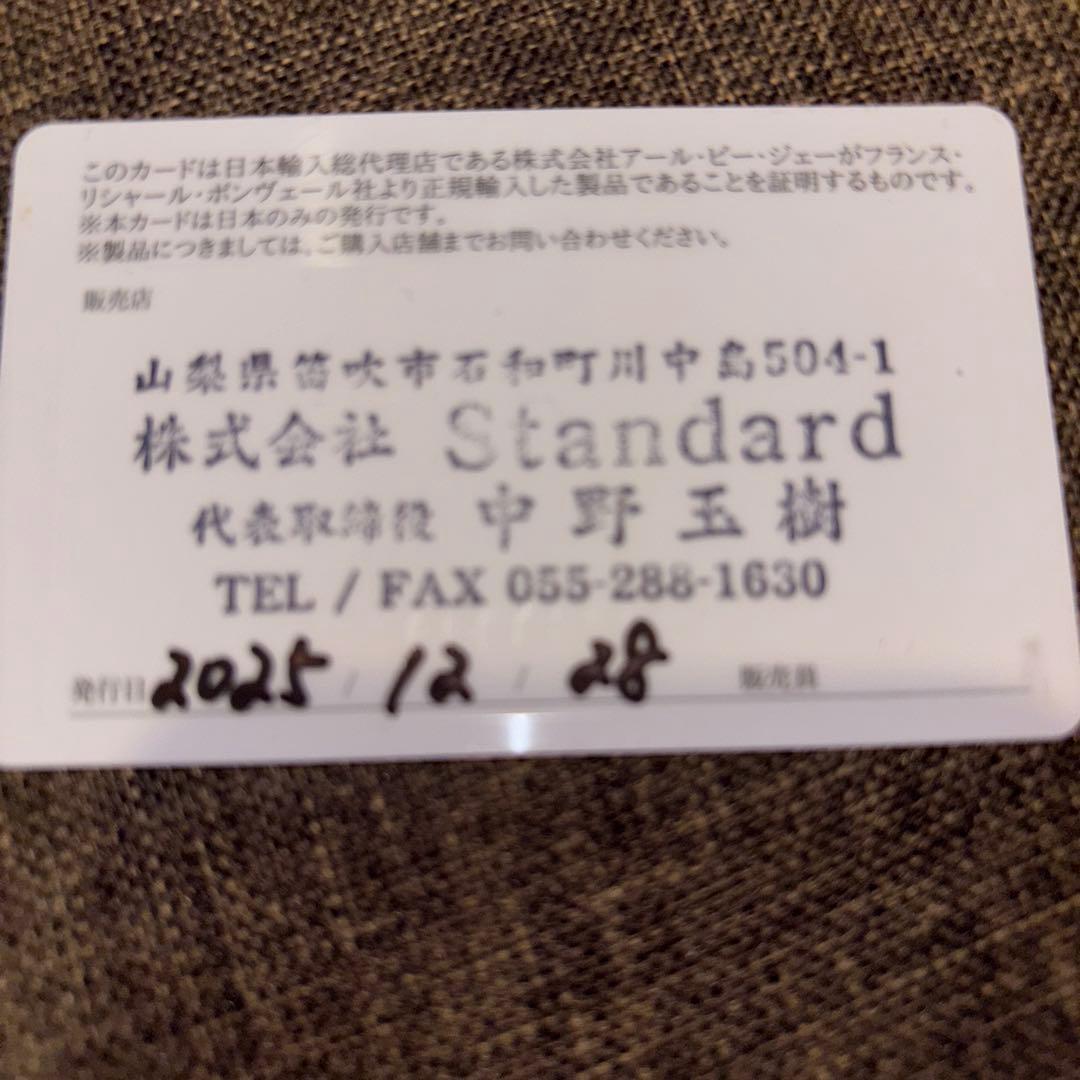 このカードは日本輸入総代理店である株式会社アール・ビー・ジェーがフランス・
リシャール・ボンヴェール社より正規輸入した製品であることを証明するものです。
※本カードは日本のみの発行です。
※製品につきましては、ご購入店舗までお問い合わせください。
販売店
山梨県笛吹市石和町川中島504-1
株式会社 Standard
代表取締役 中野玉樹
TEL / FAX 055-288-1630
発行日 2025 / 12 / 28 販売員